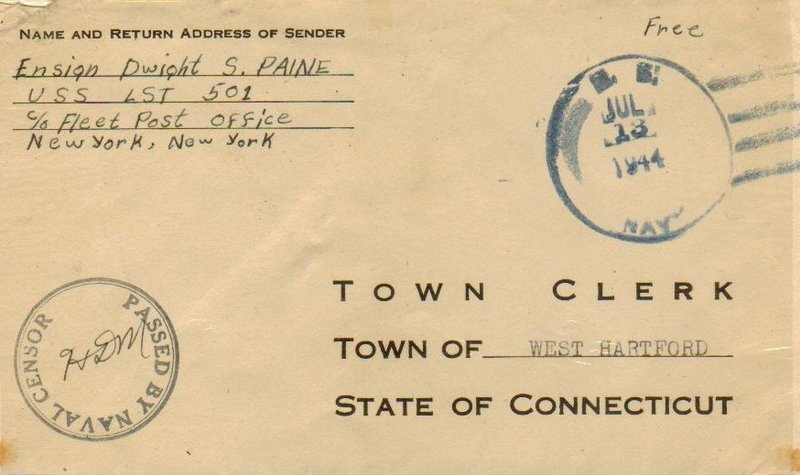 NAME AND RETURN ADDRESS OF SENDER
Ensign Dwight S. PAINE
USS LST 501
c/o Fleet Post Office
New York, New York
Free
JUL
13
1944
NAVY
TOWN CLERK
TOWN OF WEST HARTFORD
STATE OF CONNECTICUT
PASSED BY NAVAL CENSOR
HDM